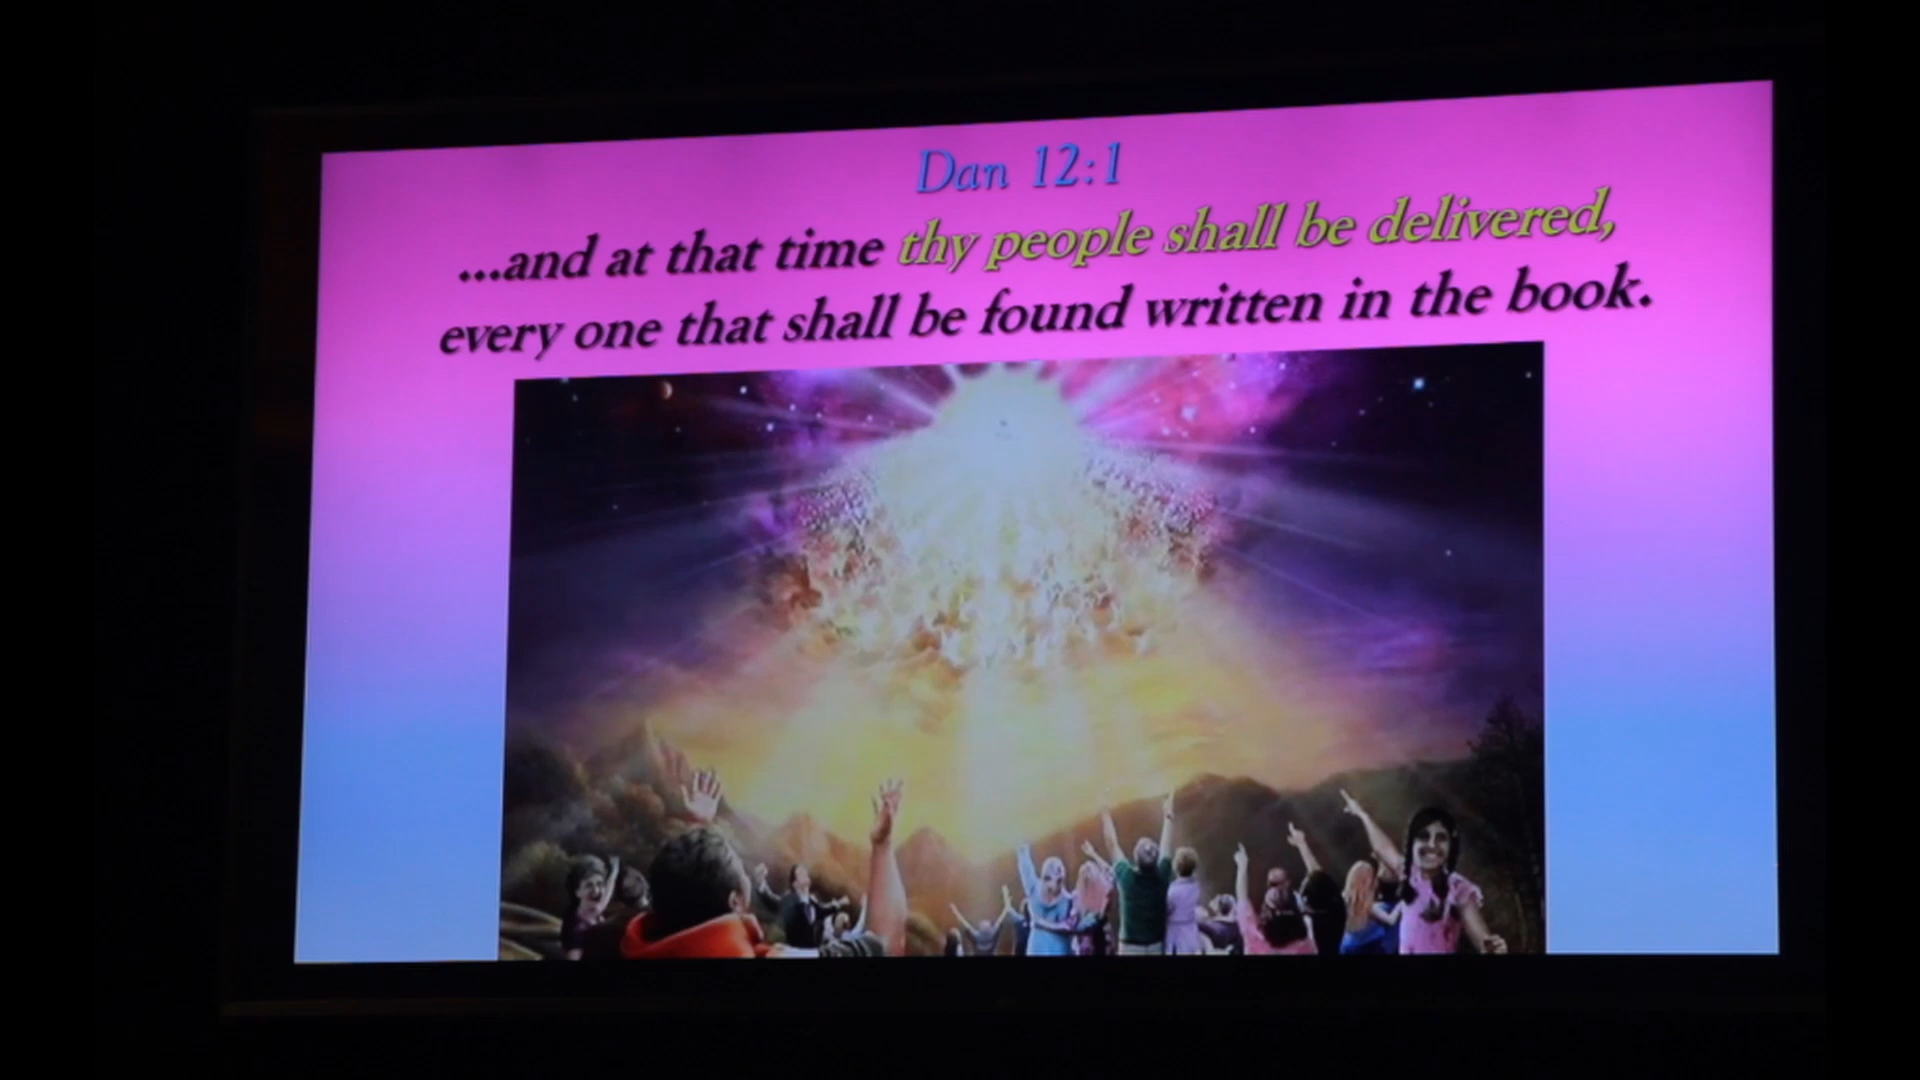 Dan 12:1
...and at that time thy people shall be delivered,
every one that shall be found written in the book.